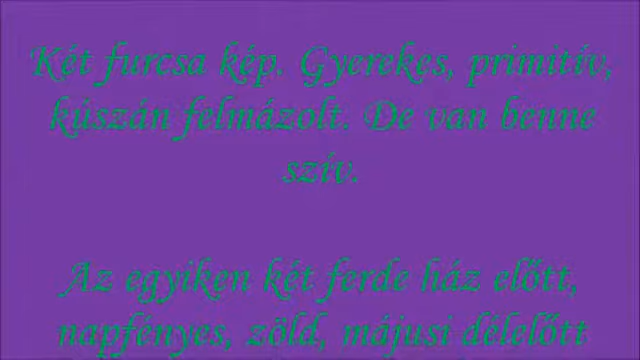 Két furcsa kép. Gyerekes, primitív,
kúszán felmázolt. De van benne
szív.
Az egyiken két ferde ház előtt,
napfényes, zöld, májusi délelőtt